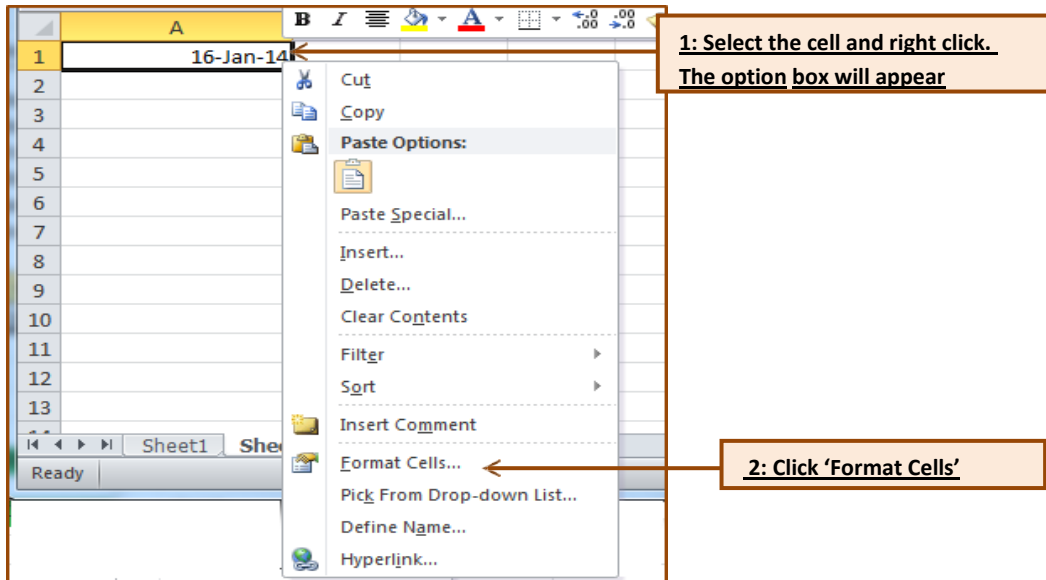 B I A .0 .00 .00 .0
A
1 16-Jan-14
2
3
4
5
6
7
8
9
10
11
12
13
1: Select the cell and right click.
The option box will appear
Cut
Copy
Paste Options:
Paste Special...
Insert...
Delete...
Clear Contents
Filter
Sort
Insert Comment
Format Cells...
Pick From Drop-down List...
Define Name...
Hyperlink...
2: Click ‘Format Cells’
Sheet1
Ready